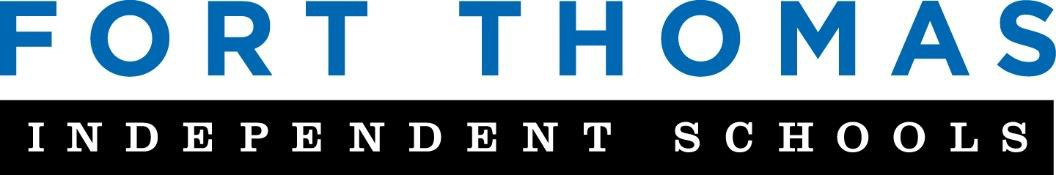 FORT THOMAS
INDEPENDENT SCHOOLS